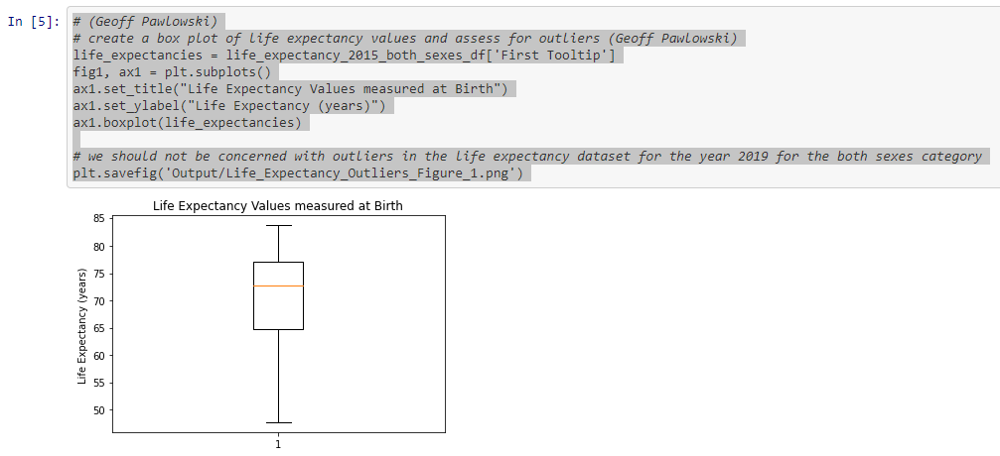 In [5]:
# (Geoff Pawlowski)
# create a box plot of life expectancy values and assess for outliers (Geoff Pawlowski)
life_expectancies = life_expectancy_2015_both_sexes_df['First Tooltip']
fig1, ax1 = plt.subplots()
ax1.set_title("Life Expectancy Values measured at Birth")
ax1.set_ylabel("Life Expectancy (years)")
ax1.boxplot(life_expectancies)
# we should not be concerned with outliers in the life expectancy dataset for the year 2019 for the both sexes category
plt.savefig('Output/Life_Expectancy_Outliers_Figure_1.png')
Life Expectancy Values measured at Birth
Life Expectancy (years)
85
80
75
70
65
60
55
50
1